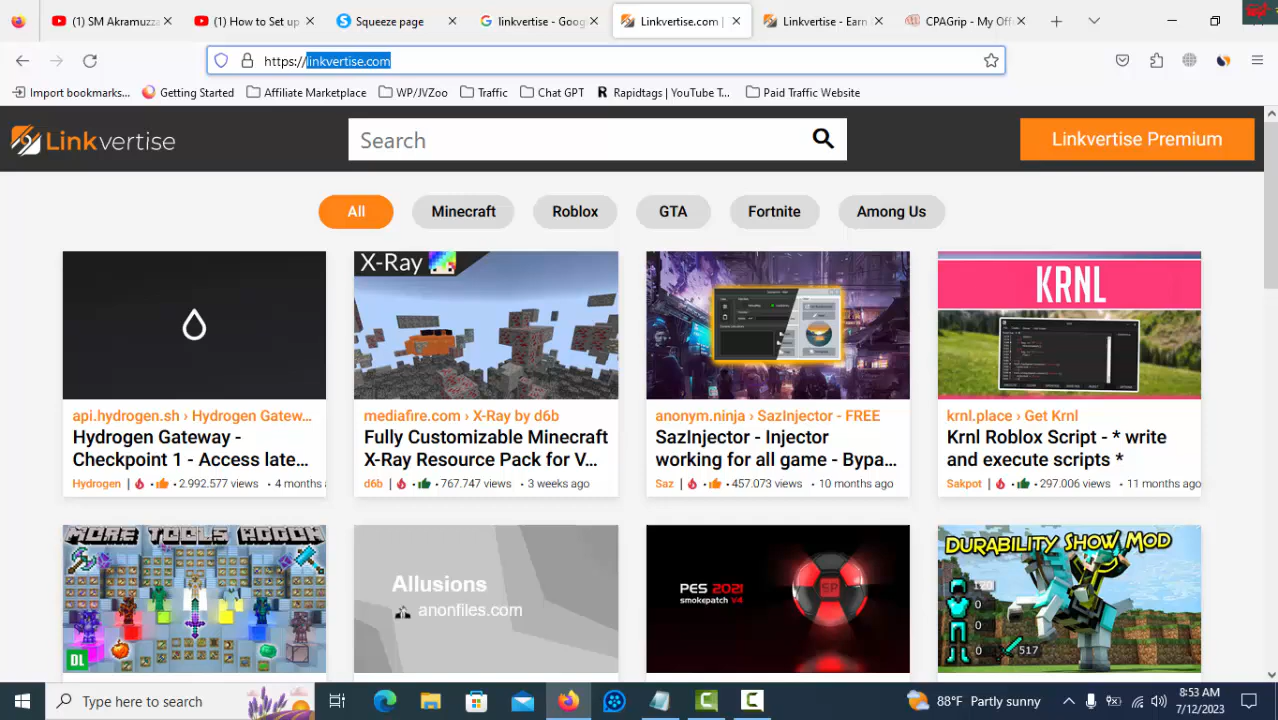 (1) SM Akramuzza
(1) How to Set up
Squeeze page
linkvertise - Goog
Linkvertise.com |
Linkvertise - Earn
CPAGrip - My Off
https://linkvertise.com
Import bookmarks...
Getting Started
Affiliate Marketplace
WP/JVZoo
Traffic
Chat GPT
Rapidtags | YouTube T...
Paid Traffic Website
Linkvertise
Search
Linkvertise Premium
All
Minecraft
Roblox
GTA
Fortnite
Among Us
X-Ray
KRNL
api.hydrogen.sh › Hydrogen Gatew...
Hydrogen Gateway -
Checkpoint 1 - Access late...
Hydrogen | • 2.992.577 views • 4 months
mediafire.com › X-Ray by d6b
Fully Customizable Minecraft
X-Ray Resource Pack for V...
d6b | • 767.747 views • 3 weeks ago
anonym.ninja › SazInjector - FREE
SazInjector - Injector
working for all game - Bypa...
Saz | • 457.073 views • 10 months ago
krnl.place › Get Krnl
Krnl Roblox Script - * write
and execute scripts *
Sakpot | • 297.006 views • 11 months ago
MORE TOOLS ADDON
DL
Allusions
anonfiles.com
PES 2021
smokepatch V4
SP
DURABILITY SHOW MOD
120
0
0
0
517
Type here to search
88°F Partly sunny
8:53 AM
7/12/2023